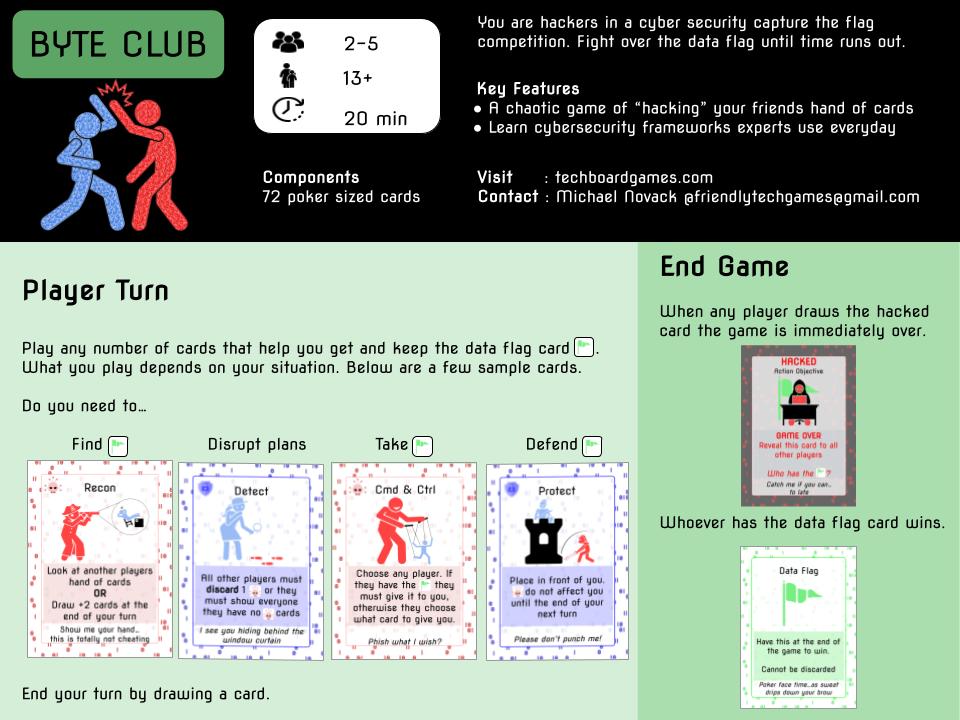 BYTE CLUB
2-5
13+
20 min
Components
72 poker sized cards
You are hackers in a cyber security capture the flag
competition. Fight over the data flag until time runs out.
Key Features
• A chaotic game of “hacking” your friends hand of cards
• Learn cybersecurity frameworks experts use everyday
Visit : techboardgames.com
Contact : Michael Novack @friendlytechgames@gmail.com
Player Turn
Play any number of cards that help you get and keep the data flag card .
What you play depends on your situation. Below are a few sample cards.
Do you need to…
Find
Recon
Look at another players
hand of cards
OR
Draw +2 cards at the
end of your turn
Show me your hand…
this is totally not cheating
Disrupt plans
Detect
All other players must
discard 1 or they
must show everyone
they have no cards
I see you hiding behind the
window curtain
Take
Cmd & Ctrl
Choose any player. If
they have the they
must give it to you,
otherwise they choose
what card to give you.
Phish what I wish?
Defend
Protect
Place in front of you.
do not affect you
until the end of your
next turn
Please don't punch me!
End your turn by drawing a card.
End Game
When any player draws the hacked
card the game is immediately over.
HACKED
Action Objective
GAME OVER
Reveal this card to all
other players
Who has the ?
Catch me if you can…
to late
Whoever has the data flag card wins.
Data Flag
Have this at the end of
the game to win.
Cannot be discarded
Poker face time…as sweat
drips down your brow